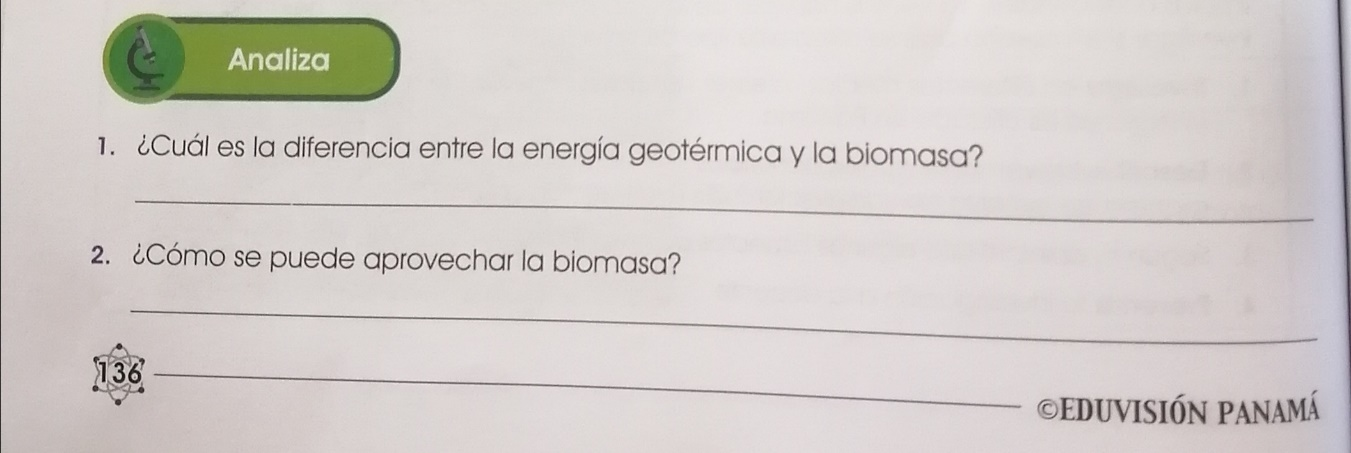 Analiza
1. ¿Cuál es la diferencia entre la energía geotérmica y la biomasa?
2. ¿Cómo se puede aprovechar la biomasa?
136
©EDUVISIÓN PANAMÁ